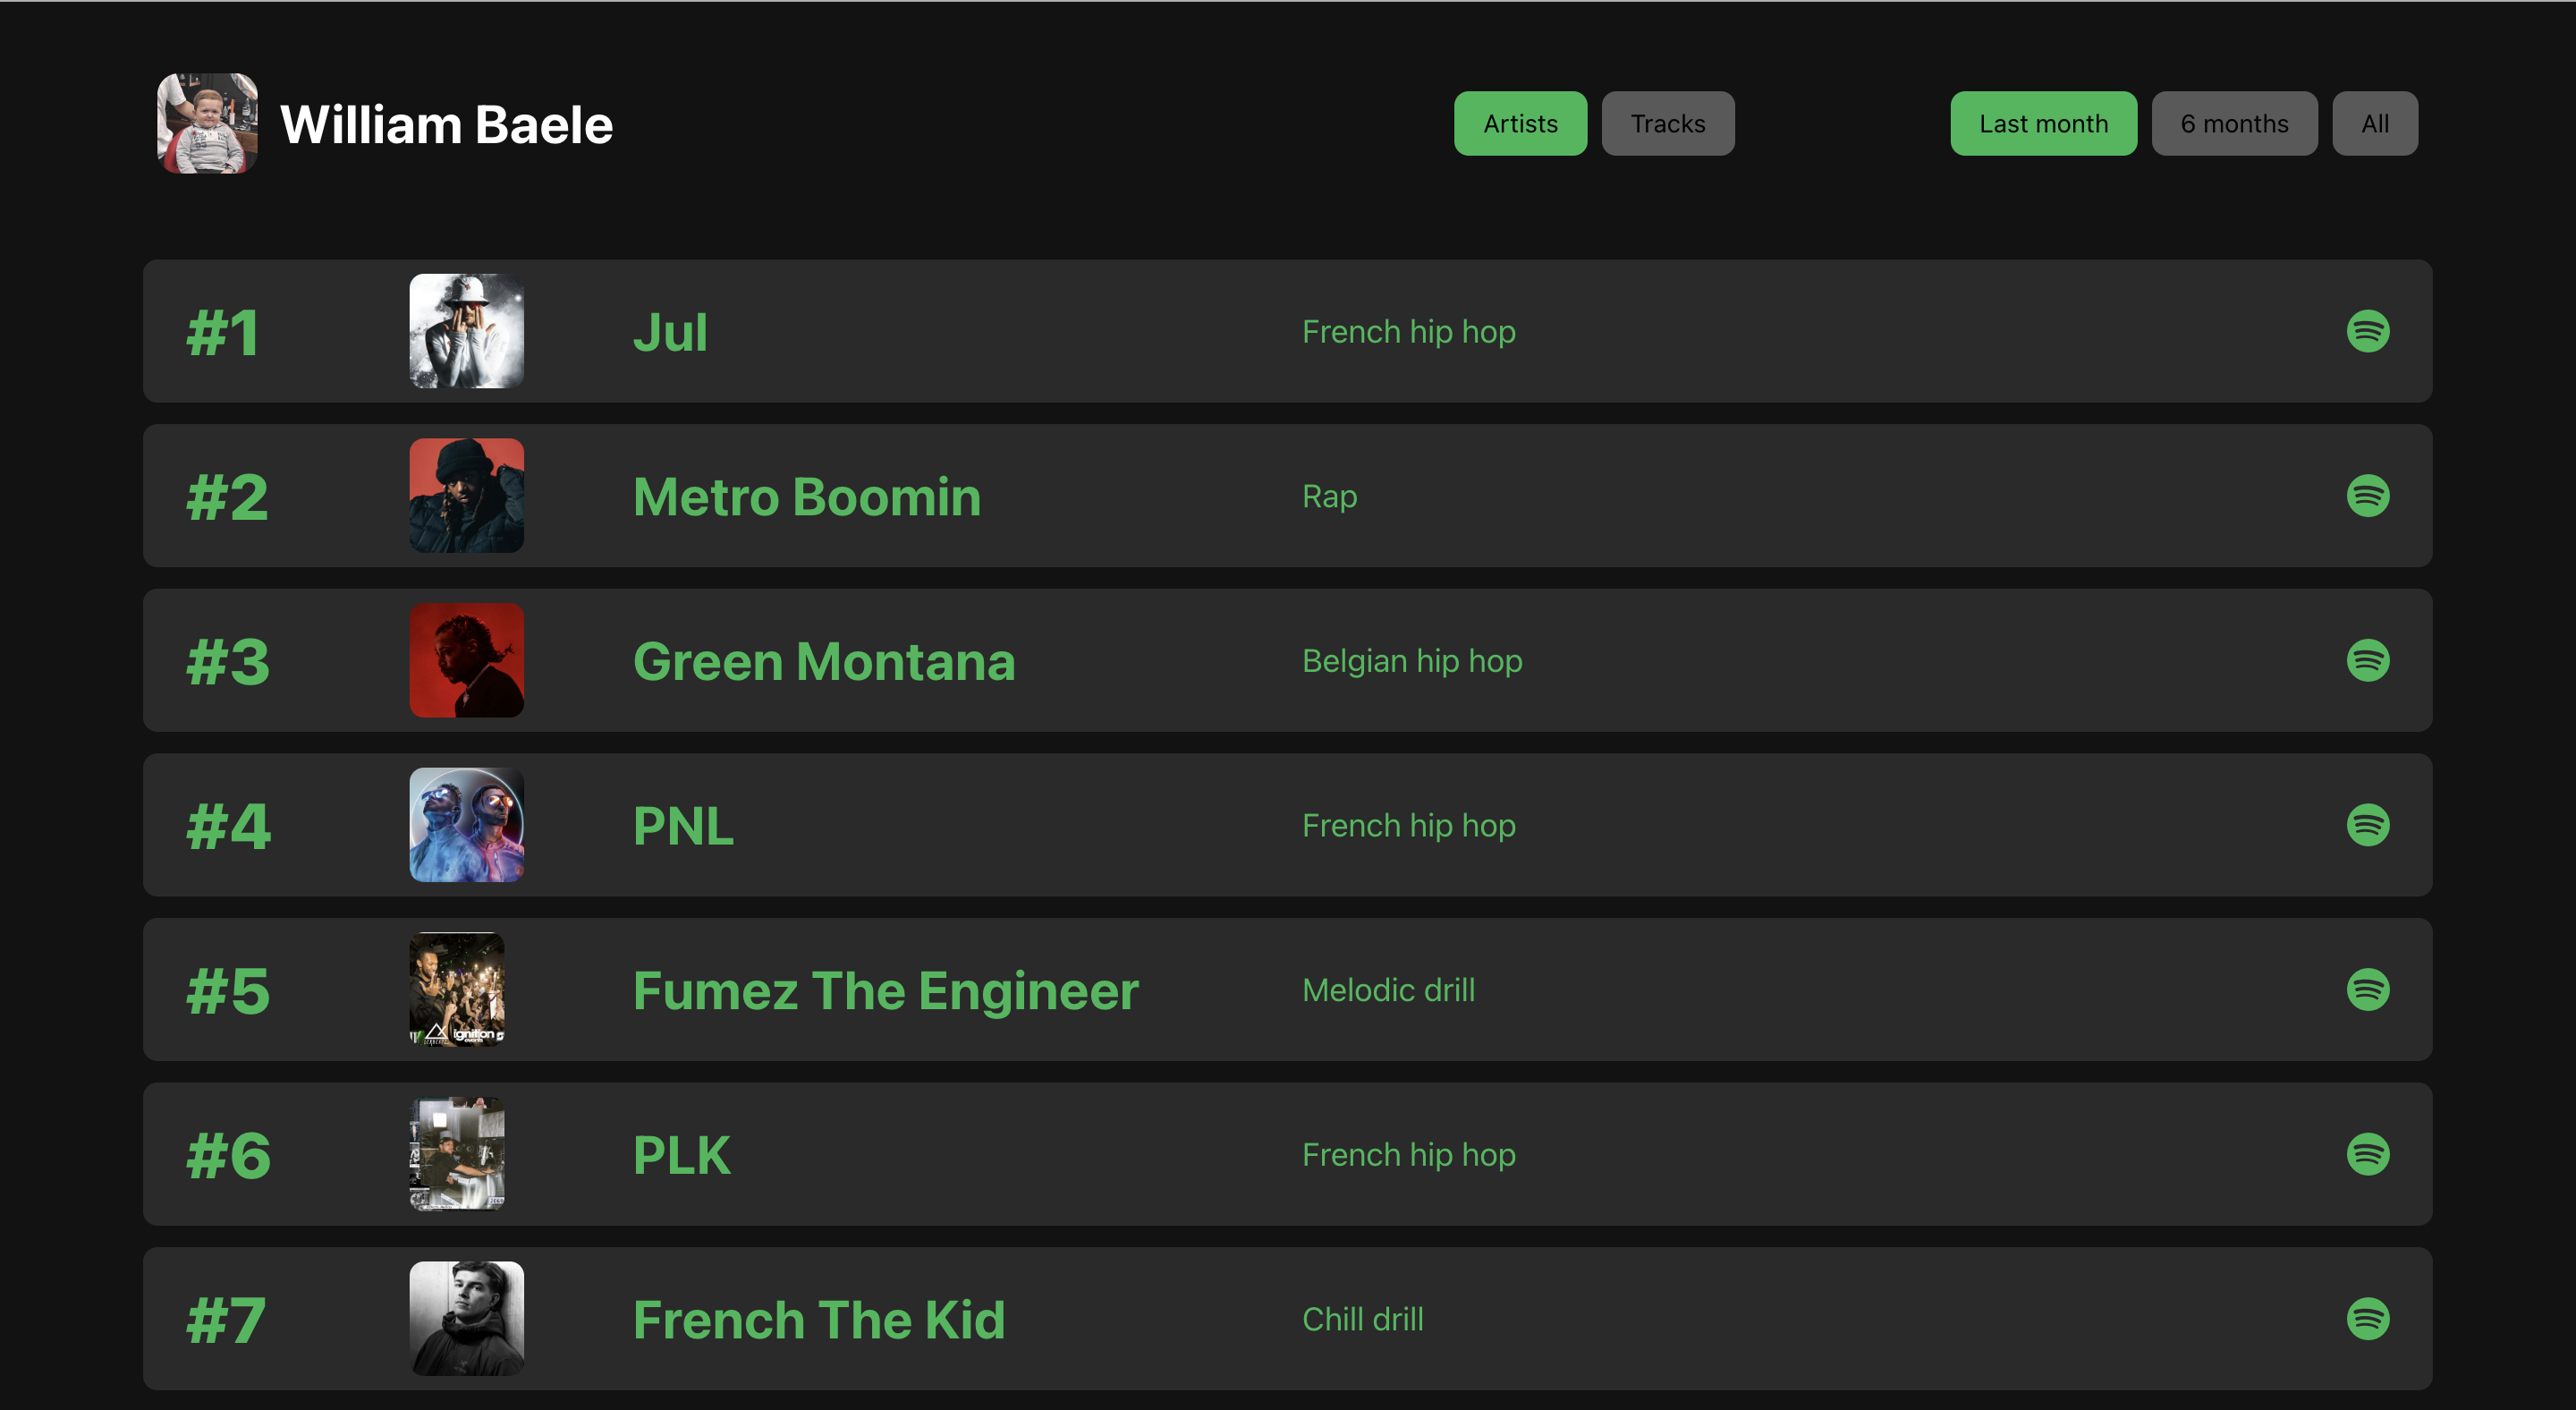 William Baele
Artists Tracks
Last month 6 months All
#1 Jul French hip hop
#2 Metro Boomin Rap
#3 Green Montana Belgian hip hop
#4 PNL French hip hop
#5 Fumez The Engineer Melodic drill
ignition
events
#6 PLK French hip hop
#7 French The Kid Chill drill